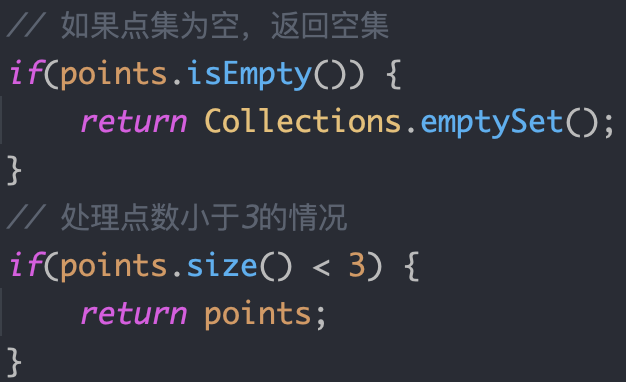 // 如果点集为空，返回空集
if(points.isEmpty()) {
    return Collections.emptySet();
}
// 处理点数小于3的情况
if(points.size() < 3) {
    return points;
}